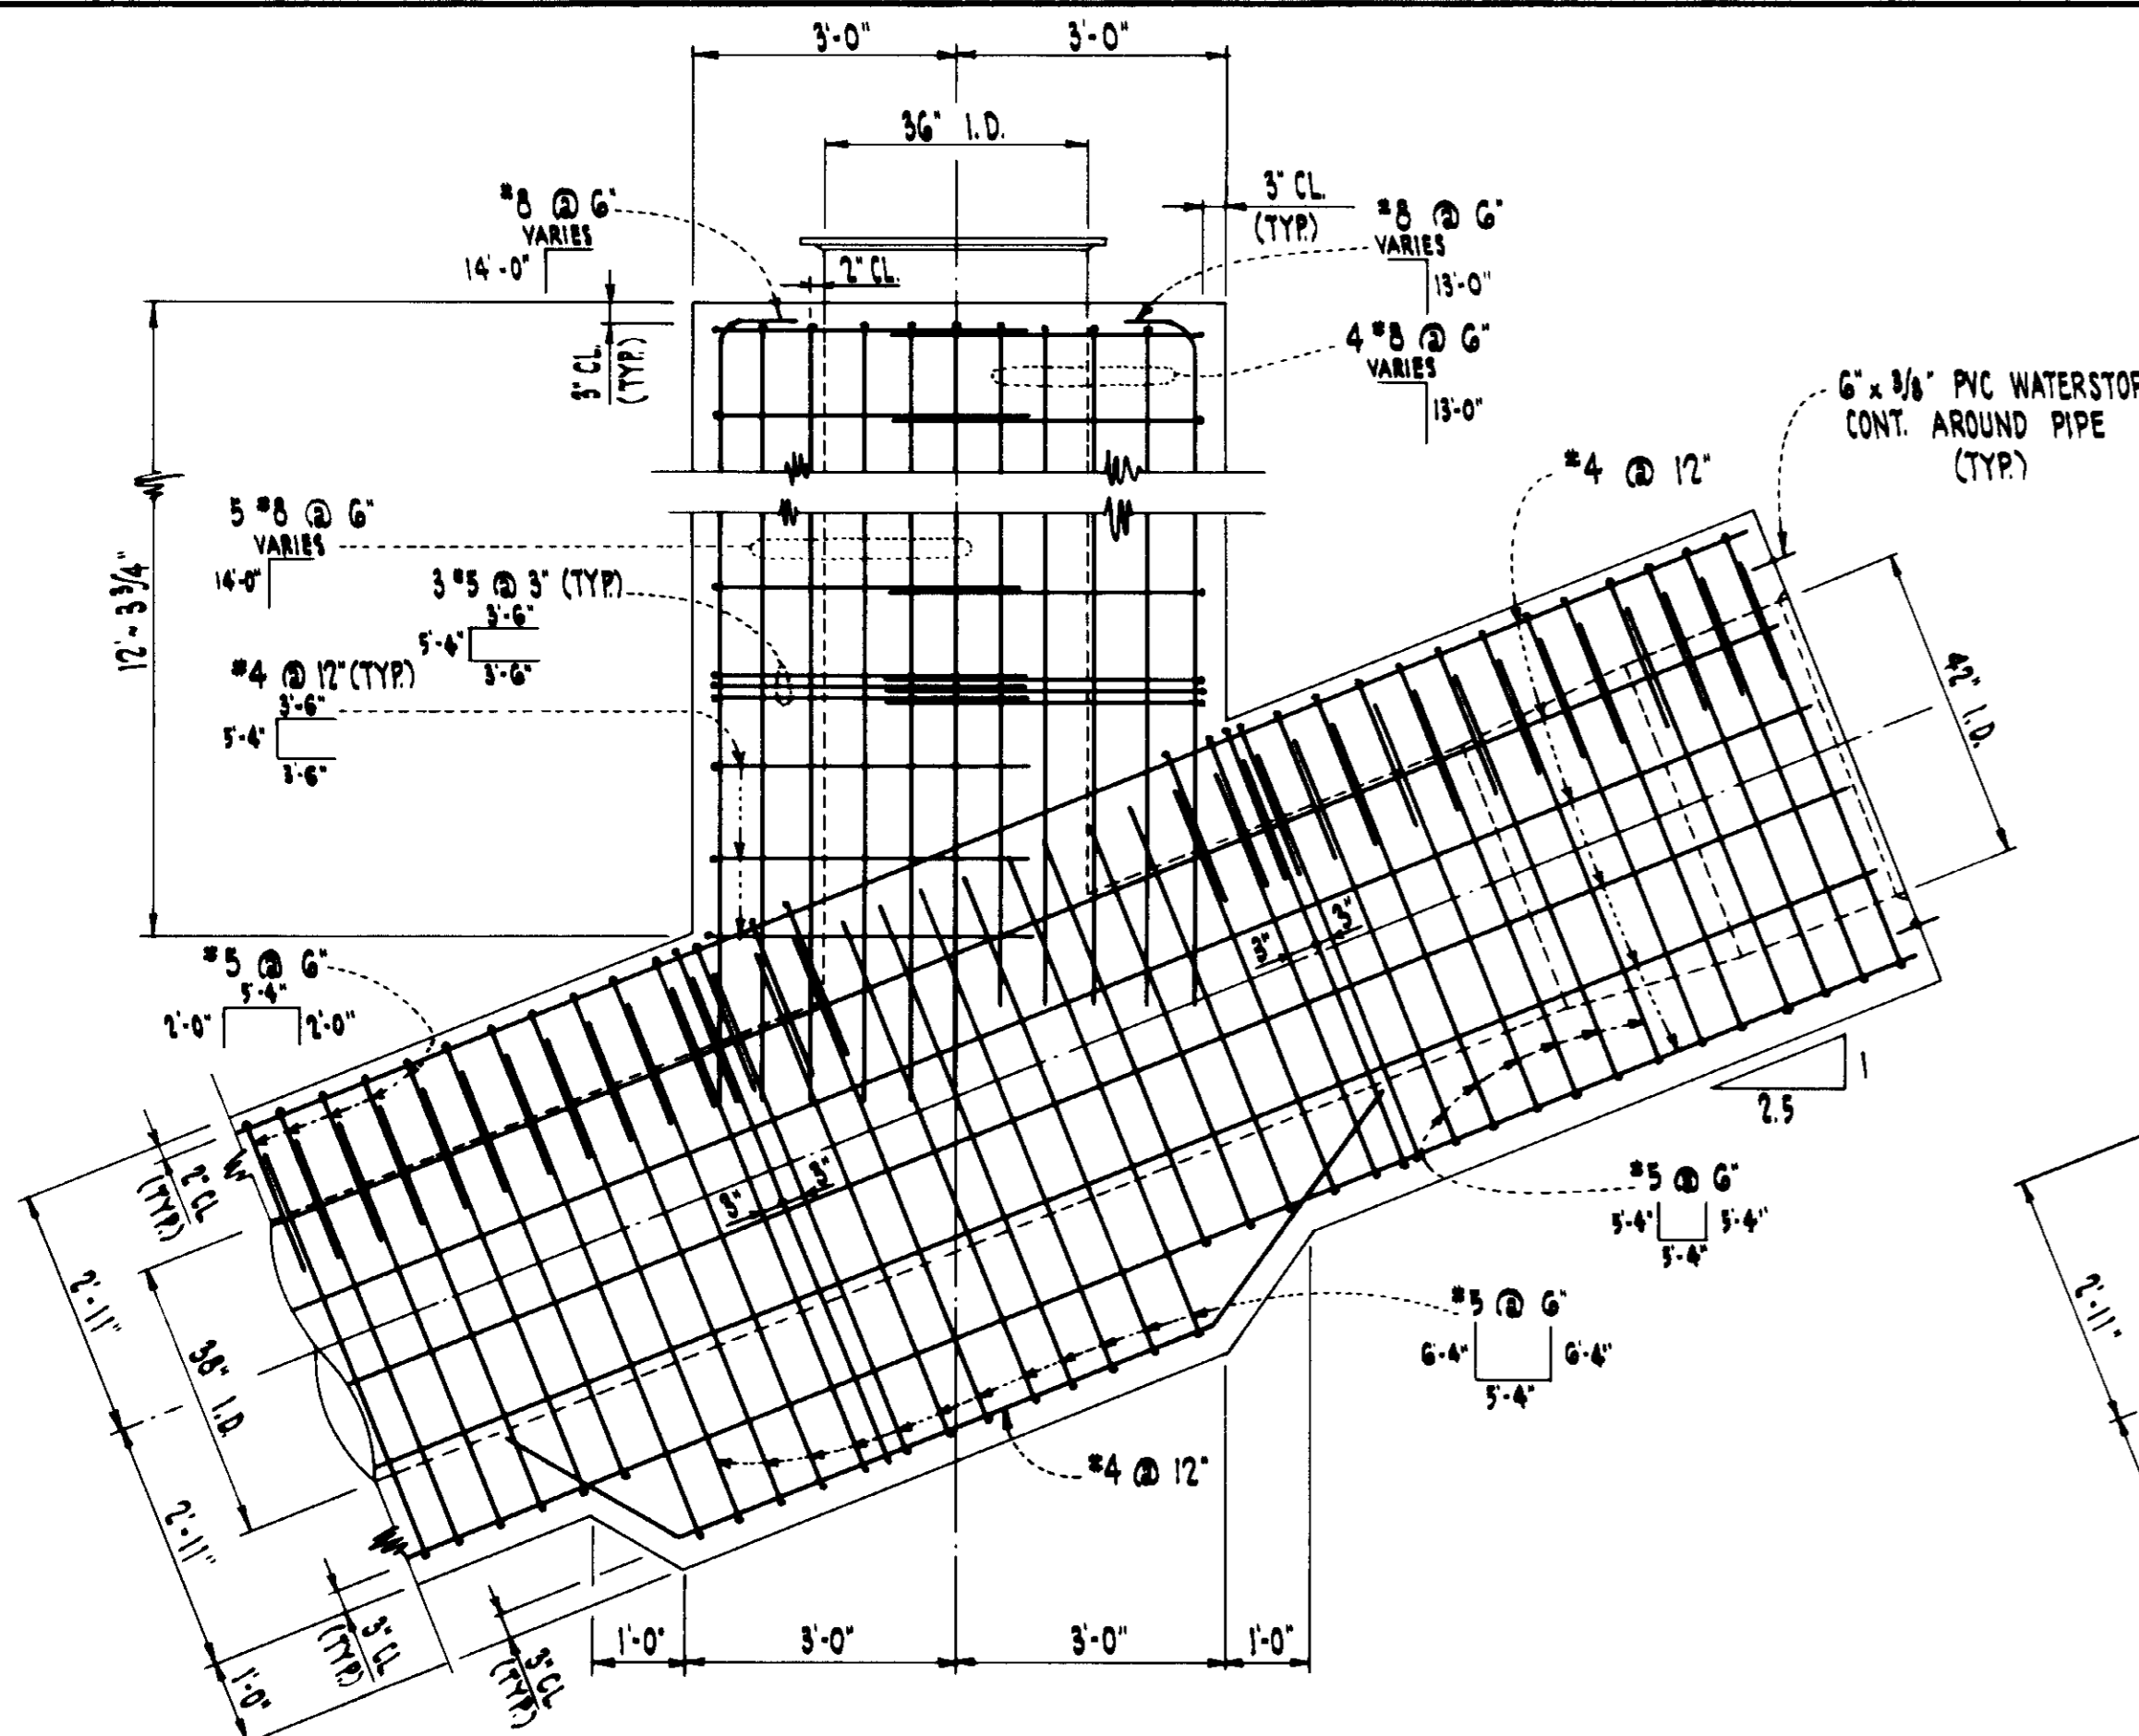 3'-0" 3'-0"
36" I.D.
#8 @ 6"
VARIES
14'-0"
3" CL.
(TYP.)
#8 @ 6"
VARIES
13'-0"
2" CL.
3" CL.
(TYP.)
4 #8 @ 6"
VARIES
13'-0"
6" x 3/8" PVC WATERSTOP
CONT. AROUND PIPE
(TYP.)
#4 @ 12"
5 #8 @ 6"
VARIES
14'-0"
12'-3 3/4"
3 #5 @ 3" (TYP.)
3'-6"
5'-4"
3'-6"
#4 @ 12" (TYP.)
3'-6"
5'-4"
3'-6"
42" I.D.
#5 @ 6"
5'-4"
2'-0" 2'-0"
3" 3"
1
2.5
2" CL.
(TYP.)
2'-11"
38" I.D.
2'-11"
3" 3"
#5 @ 6"
5'-4" 5'-4"
5'-4"
#5 @ 6"
6'-4" 6'-4"
5'-4"
#4 @ 12"
2'-11"
3" CL.
(TYP.)
3" CL.
(TYP.)
1'-0"
1'-0" 3'-0" 3'-0" 1'-0"